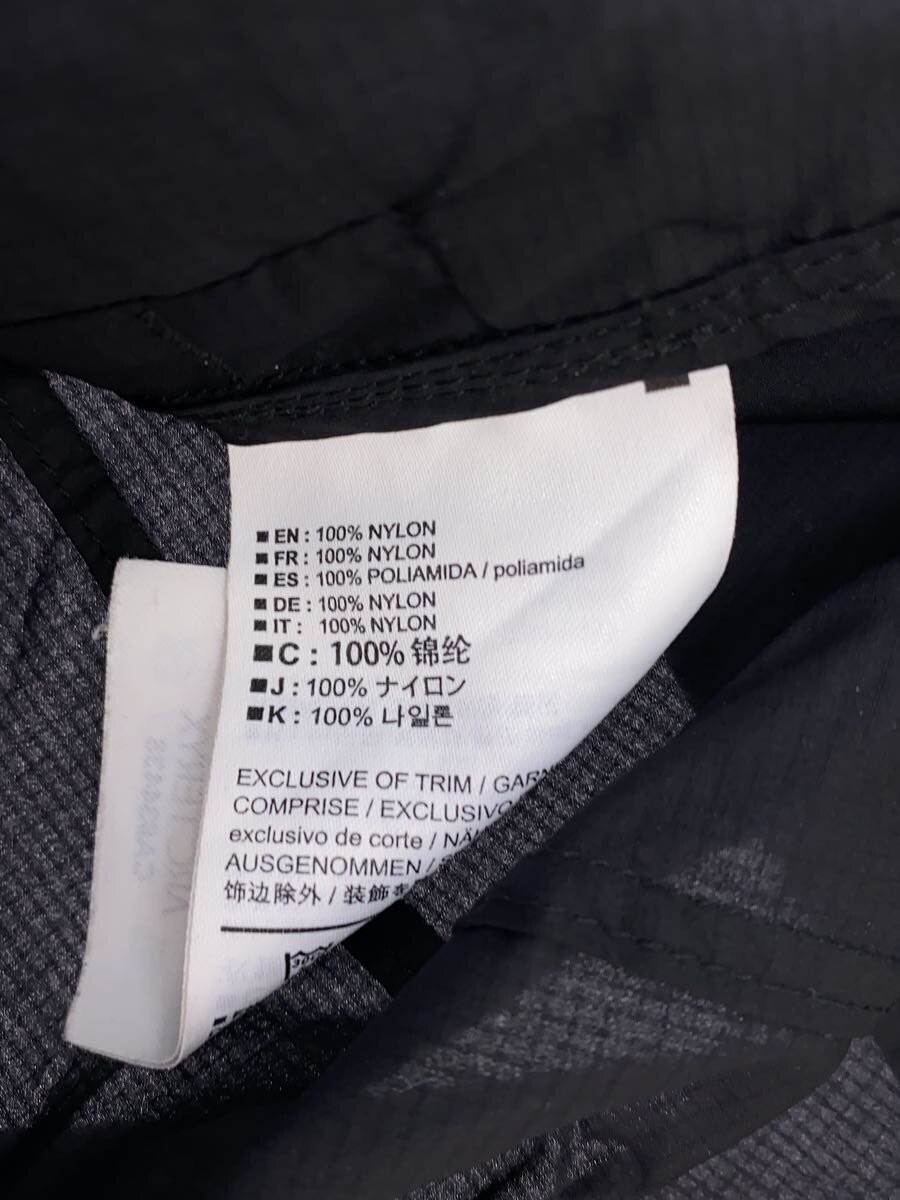 EN: 100% NYLON
FR: 100% NYLON
ES: 100% POLIAMIDA / poliamida
DE: 100% NYLON
IT: 100% NYLON
C: 100% 锦纶
J: 100% ナイロン
K: 100% 나일론
EXCLUSIVE OF TRIM /
COMPRISE /
exclusivo de corte /
AUSGENOMMEN /
饰边除外 / 装飾